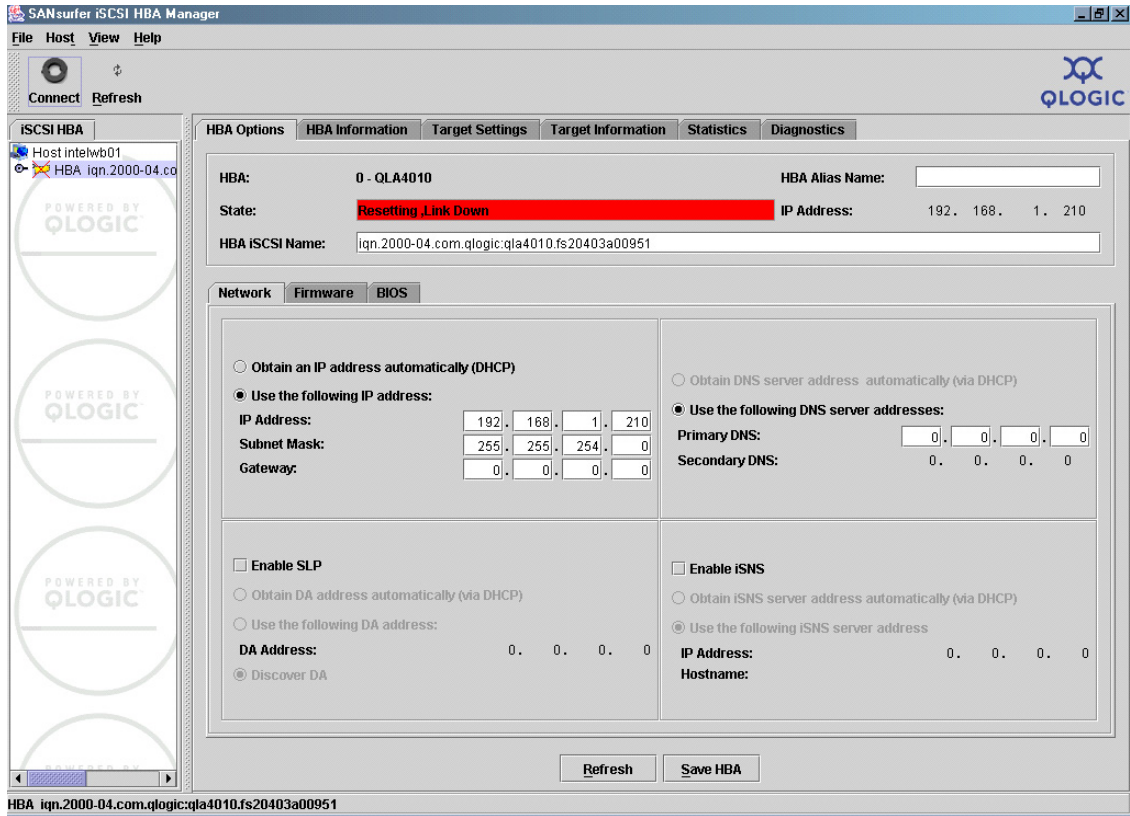 SANsurfer iSCSI HBA Manager
File Host View Help
Connect Refresh
QLOGIC
iSCSI HBA
Host intelwb01
HBA iqn.2000-04.co
POWERED BY
QLOGIC
POWERED BY
QLOGIC
POWERED BY
QLOGIC
POWERED BY
HBA Options HBA Information Target Settings Target Information Statistics Diagnostics
HBA: 0 - QLA4010 HBA Alias Name:
State: Resetting ,Link Down IP Address: 192. 168. 1. 210
HBA iSCSI Name: iqn.2000-04.com.qlogic:qla4010.fs20403a00951
Network Firmware BIOS
Obtain an IP address automatically (DHCP)
Use the following IP address:
IP Address: 192. 168. 1. 210
Subnet Mask: 255. 255. 254. 0
Gateway: 0. 0. 0. 0
Obtain DNS server address automatically (via DHCP)
Use the following DNS server addresses:
Primary DNS: 0. 0. 0. 0
Secondary DNS: 0. 0. 0. 0
Enable SLP
Obtain DA address automatically (via DHCP)
Use the following DA address:
DA Address: 0. 0. 0. 0
Discover DA
Enable iSNS
Obtain iSNS server address automatically (via DHCP)
Use the following iSNS server address
IP Address: 0. 0. 0. 0
Hostname:
Refresh Save HBA
HBA iqn.2000-04.com.qlogic:qla4010.fs20403a00951